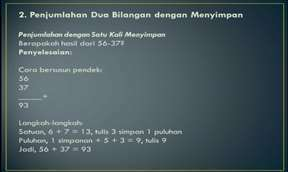 2. Penjumlahan Dua Bilangan dengan Menyimpan
Penjumlahan dengan Satu Kali Menyimpan
Berapakah hasil dari 56-37?
Penyelesaian:
Cara bersusun pendek:
56
37
+
93
Langkah-langkah:
Satuan, 6 + 7 = 13, tulis 3 simpan 1 puluhan
Puluhan, 1 simpanan + 5 + 3 = 9, tulis 9
Jadi, 56 + 37 = 93